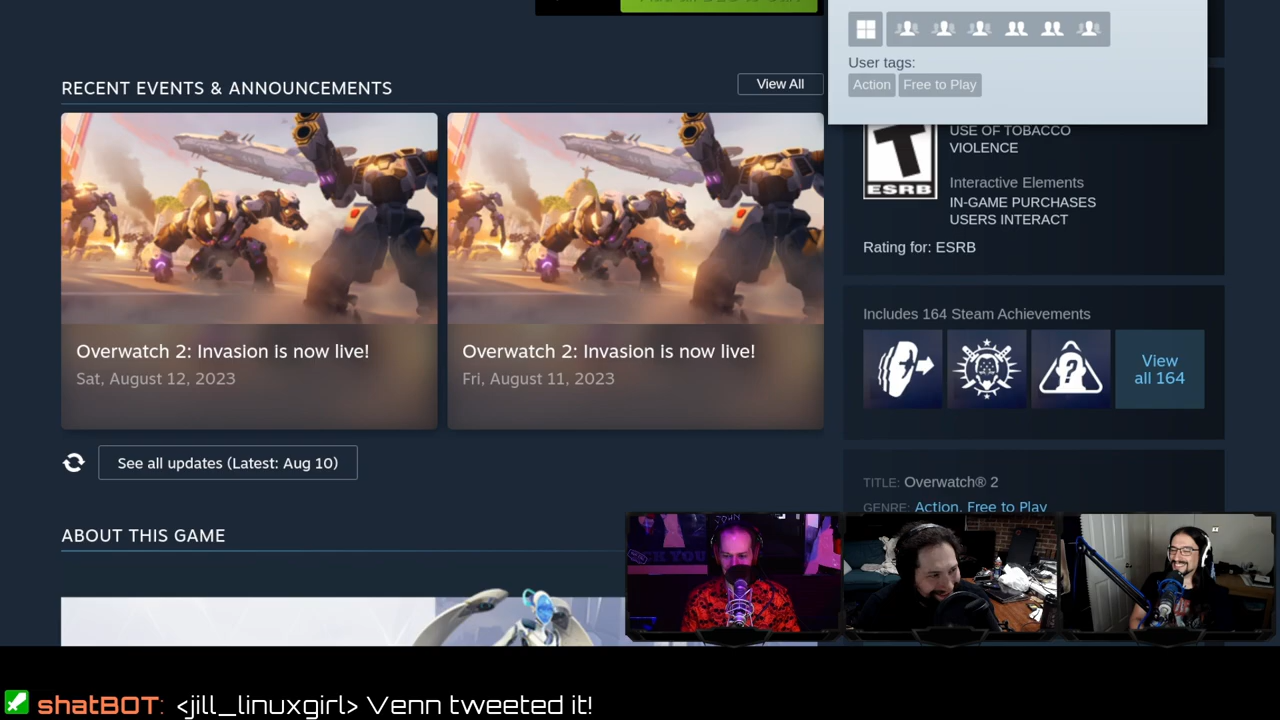 User tags:
Action
Free to Play
RECENT EVENTS & ANNOUNCEMENTS
View All
Overwatch 2: Invasion is now live!
Sat, August 12, 2023
Overwatch 2: Invasion is now live!
Fri, August 11, 2023
See all updates (Latest: Aug 10)
ABOUT THIS GAME
USE OF TOBACCO
VIOLENCE
T
ESRB
Interactive Elements
IN-GAME PURCHASES
USERS INTERACT
Rating for: ESRB
Includes 164 Steam Achievements
?
View
all 164
TITLE: Overwatch® 2
GENRE: Action, Free to Play
shatBOT: <jill_linuxgirl> Venn tweeted it!